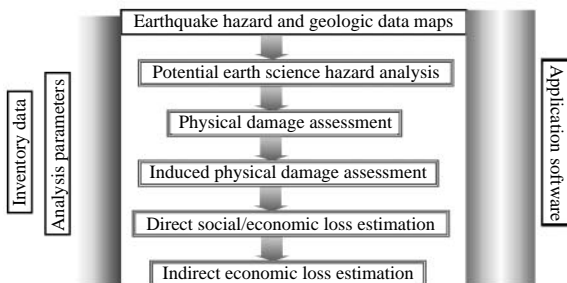 Earthquake hazard and geologic data maps
Potential earth science hazard analysis
Physical damage assessment
Induced physical damage assessment
Direct social/economic loss estimation
Indirect economic loss estimation
Inventory data
Analysis parameters
Application software